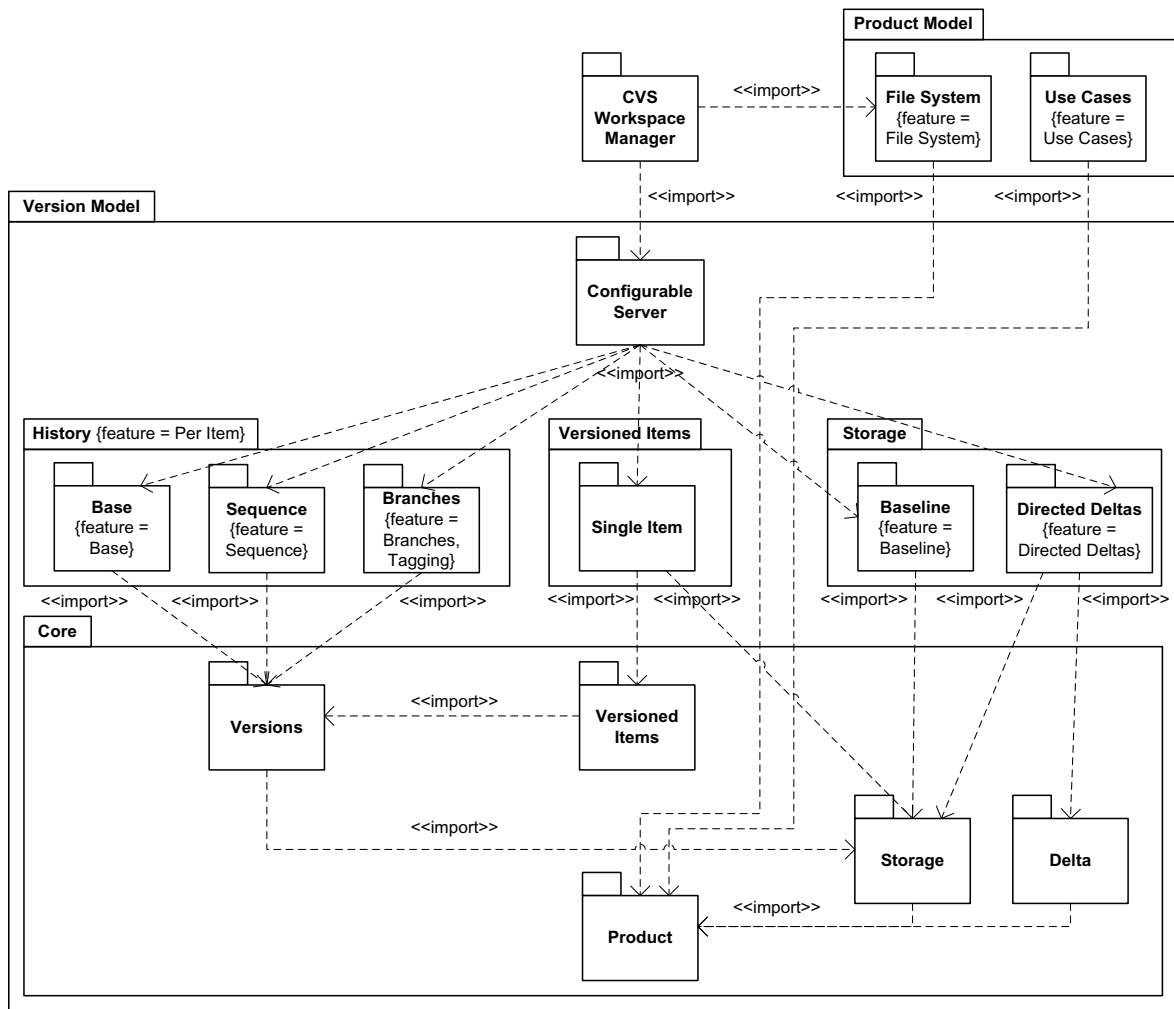 Product Model
CVS
Workspace
Manager
<<import>>
File System
{feature =
File System}
Use Cases
{feature =
Use Cases}
<<import>>
<<import>>
<<import>>
Version Model
Configurable
Server
<<import>>
History {feature = Per Item}
Versioned Items
Storage
Base
{feature =
Base}
Sequence
{feature =
Sequence}
Branches
{feature =
Branches,
Tagging}
Single Item
Baseline
{feature =
Baseline}
Directed Deltas
{feature =
Directed Deltas}
<<import>>
<<import>>
<<import>>
<<import>>
<<import>>
<<import>>
<<import>>
<<import>>
Core
Versions
<<import>>
Versioned
Items
<<import>>
Storage
Delta
<<import>>
Product